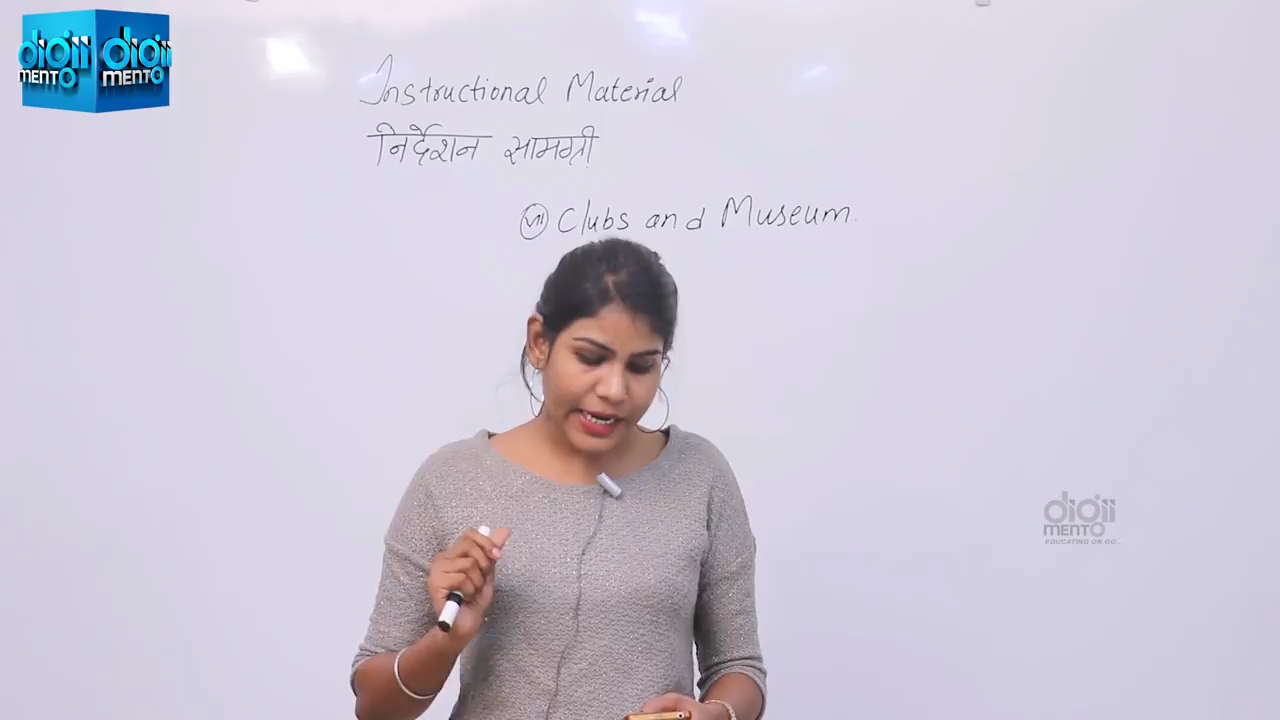 digii digii
MENTO MENTO
Instructional Material
निर्देशन सामग्री
VII Clubs and Museum.
digii
MENTO
EDUCATING ON GO...